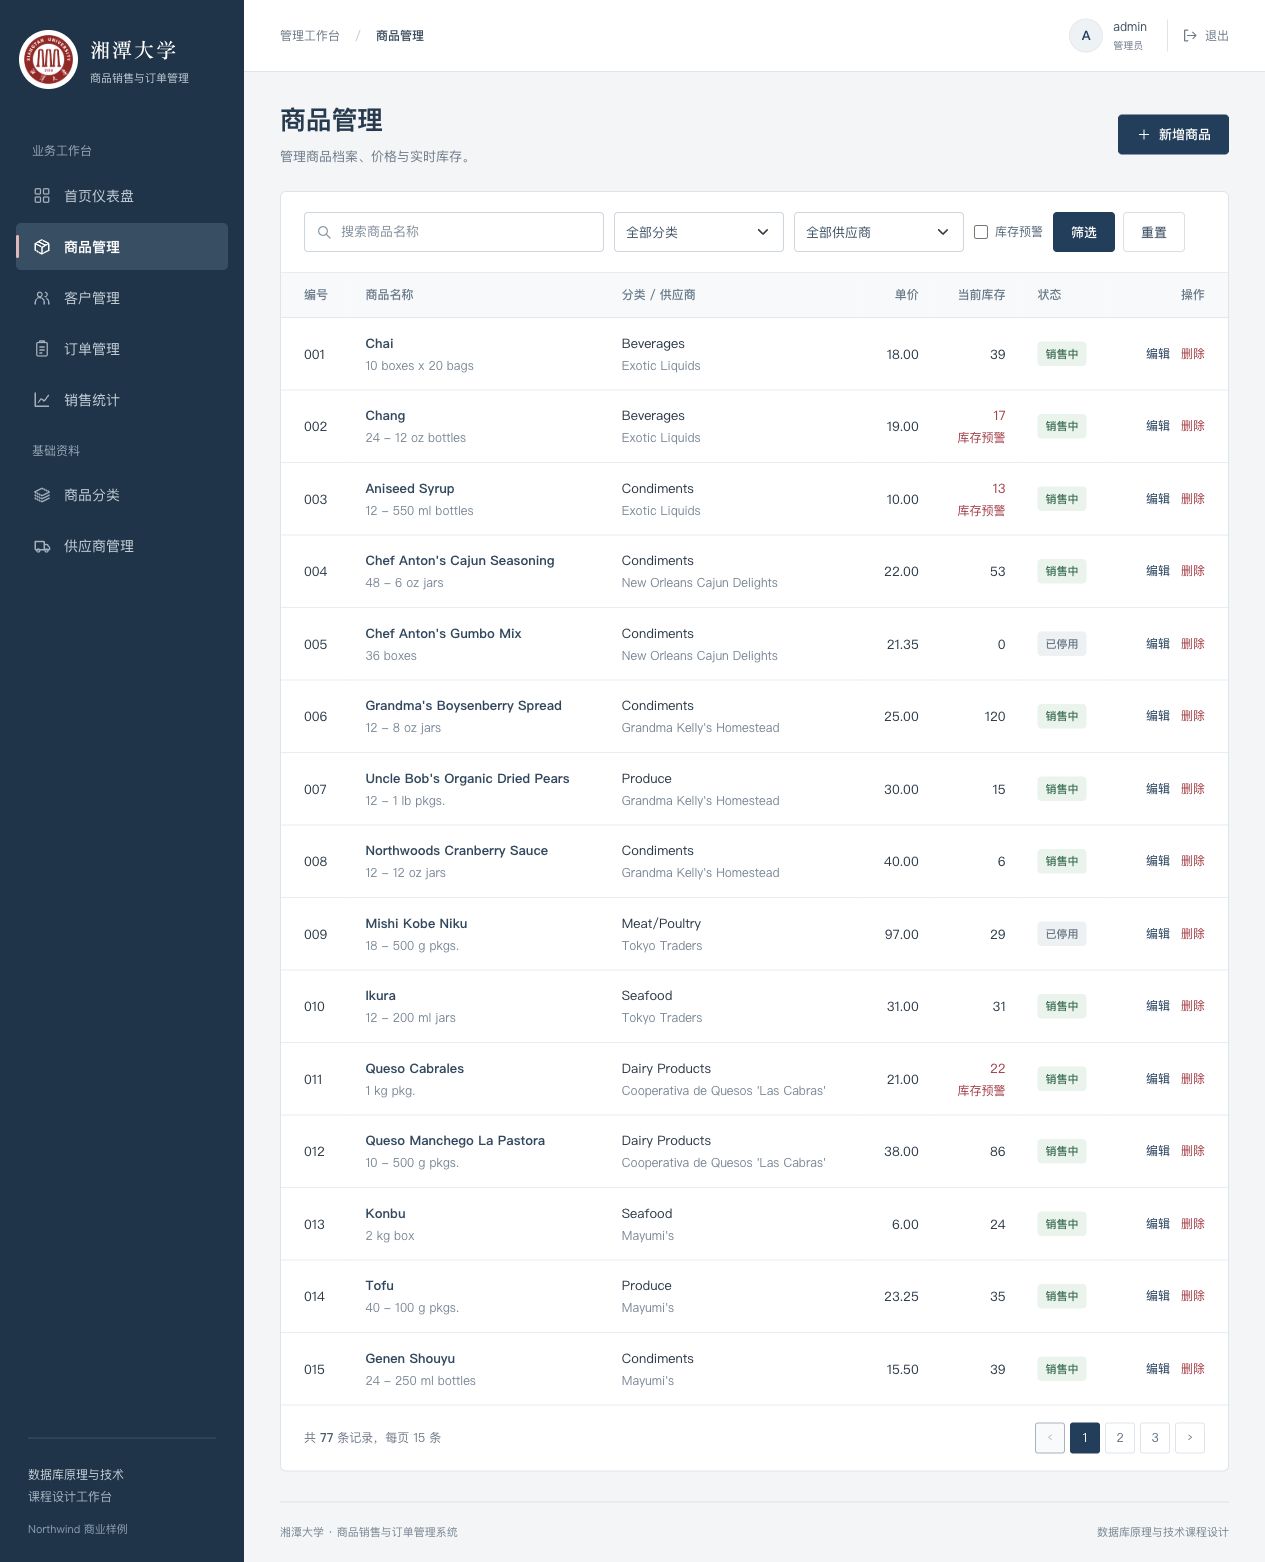 湘潭大学
商品销售与订单管理
业务工作台
首页仪表盘
商品管理
客户管理
订单管理
销售统计
基础资料
商品分类
供应商管理
数据库原理与技术
课程设计工作台
Northwind 商业样例
管理工作台 / 商品管理
A admin
管理员
退出
商品管理
管理商品档案、价格与实时库存。
+ 新增商品
搜索商品名称 全部分类 全部供应商 库存预警 筛选 重置
编号 商品名称 分类 / 供应商 单价 当前库存 状态 操作
001 Chai Beverages 18.00 39 销售中 编辑 删除
10 boxes x 20 bags Exotic Liquids
002 Chang Beverages 19.00 17 销售中 编辑 删除
24 – 12 oz bottles Exotic Liquids 库存预警
003 Aniseed Syrup Condiments 10.00 13 销售中 编辑 删除
12 – 550 ml bottles Exotic Liquids 库存预警
004 Chef Anton's Cajun Seasoning Condiments 22.00 53 销售中 编辑 删除
48 – 6 oz jars New Orleans Cajun Delights
005 Chef Anton's Gumbo Mix Condiments 21.35 0 已停用 编辑 删除
36 boxes New Orleans Cajun Delights
006 Grandma's Boysenberry Spread Condiments 25.00 120 销售中 编辑 删除
12 – 8 oz jars Grandma Kelly's Homestead
007 Uncle Bob's Organic Dried Pears Produce 30.00 15 销售中 编辑 删除
12 – 1 lb pkgs. Grandma Kelly's Homestead
008 Northwoods Cranberry Sauce Condiments 40.00 6 销售中 编辑 删除
12 – 12 oz jars Grandma Kelly's Homestead
009 Mishi Kobe Niku Meat/Poultry 97.00 29 已停用 编辑 删除
18 – 500 g pkgs. Tokyo Traders
010 Ikura Seafood 31.00 31 销售中 编辑 删除
12 – 200 ml jars Tokyo Traders
011 Queso Cabrales Dairy Products 21.00 22 销售中 编辑 删除
1 kg pkg. Cooperativa de Quesos 'Las Cabras' 库存预警
012 Queso Manchego La Pastora Dairy Products 38.00 86 销售中 编辑 删除
10 – 500 g pkgs. Cooperativa de Quesos 'Las Cabras'
013 Konbu Seafood 6.00 24 销售中 编辑 删除
2 kg box Mayumi's
014 Tofu Produce 23.25 35 销售中 编辑 删除
40 – 100 g pkgs. Mayumi's
015 Genen Shouyu Condiments 15.50 39 销售中 编辑 删除
24 – 250 ml bottles Mayumi's
共 77 条记录，每页 15 条 ‹ 1 2 3 ›
湘潭大学 · 商品销售与订单管理系统 数据库原理与技术课程设计